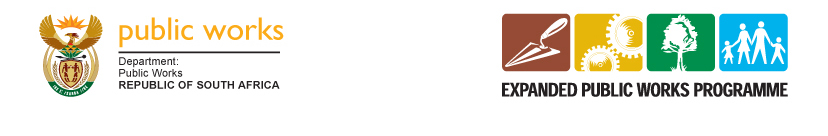 public works
Department:
Public Works
REPUBLIC OF SOUTH AFRICA
EXPANDED PUBLIC WORKS PROGRAMME